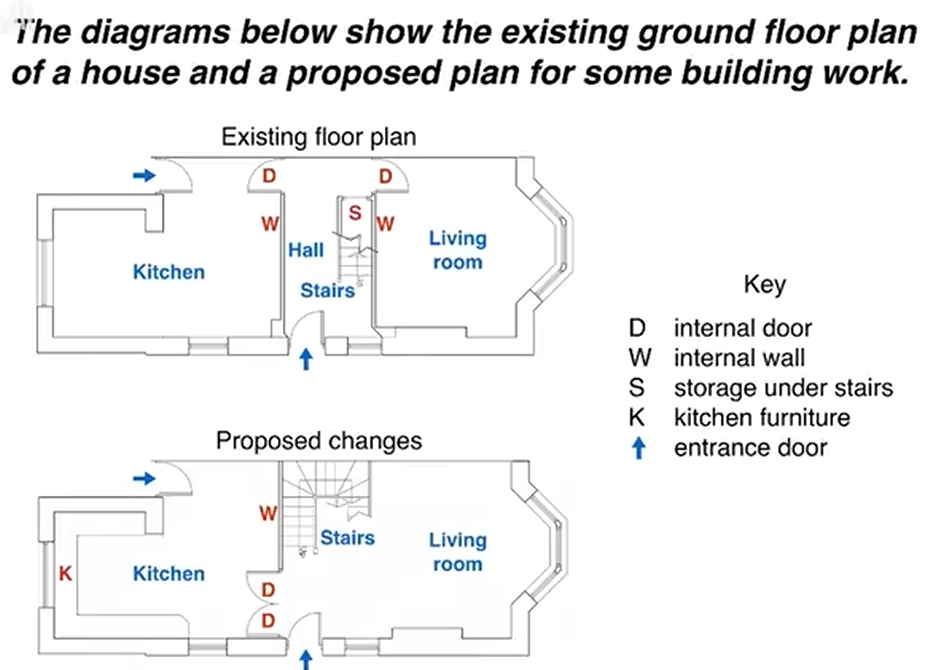 The diagrams below show the existing ground floor plan
of a house and a proposed plan for some building work.
Existing floor plan
D
D
W
S
W
Hall
Living
room
Kitchen
Stairs
Key
D internal door
W internal wall
S storage under stairs
K kitchen furniture
entrance door
Proposed changes
W
Stairs
Living
room
K
Kitchen
D
D